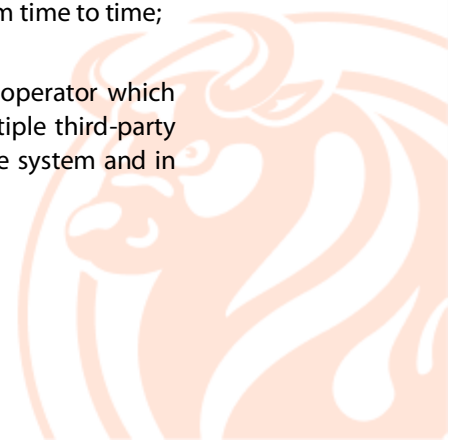 m time to time;
operator which
tiple third-party
e system and in